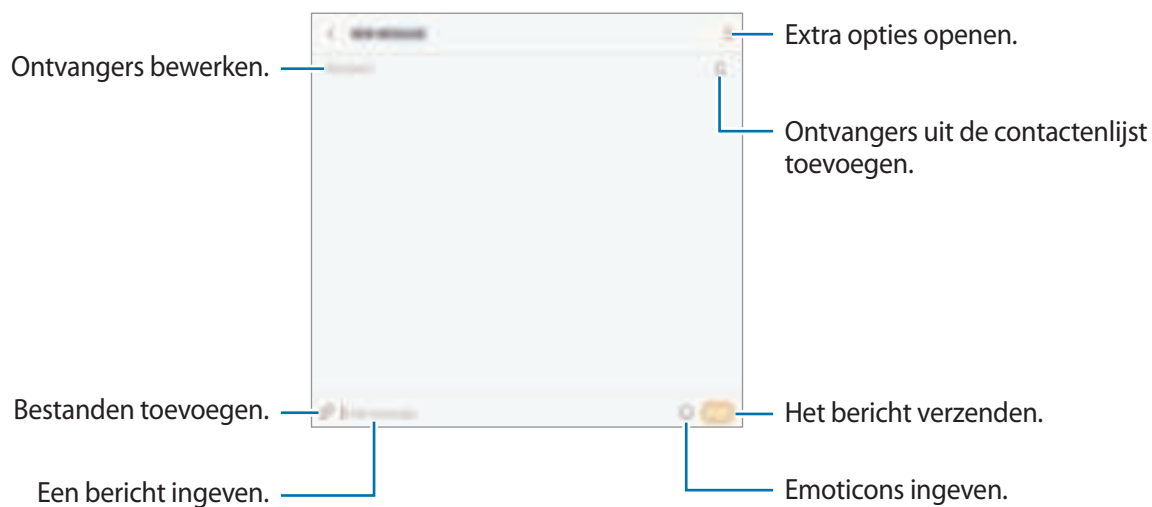 Extra opties openen.
Ontvangers bewerken.
Ontvangers uit de contactenlijst
toevoegen.
Bestanden toevoegen.
Het bericht verzenden.
Een bericht ingeven.
Emoticons ingeven.